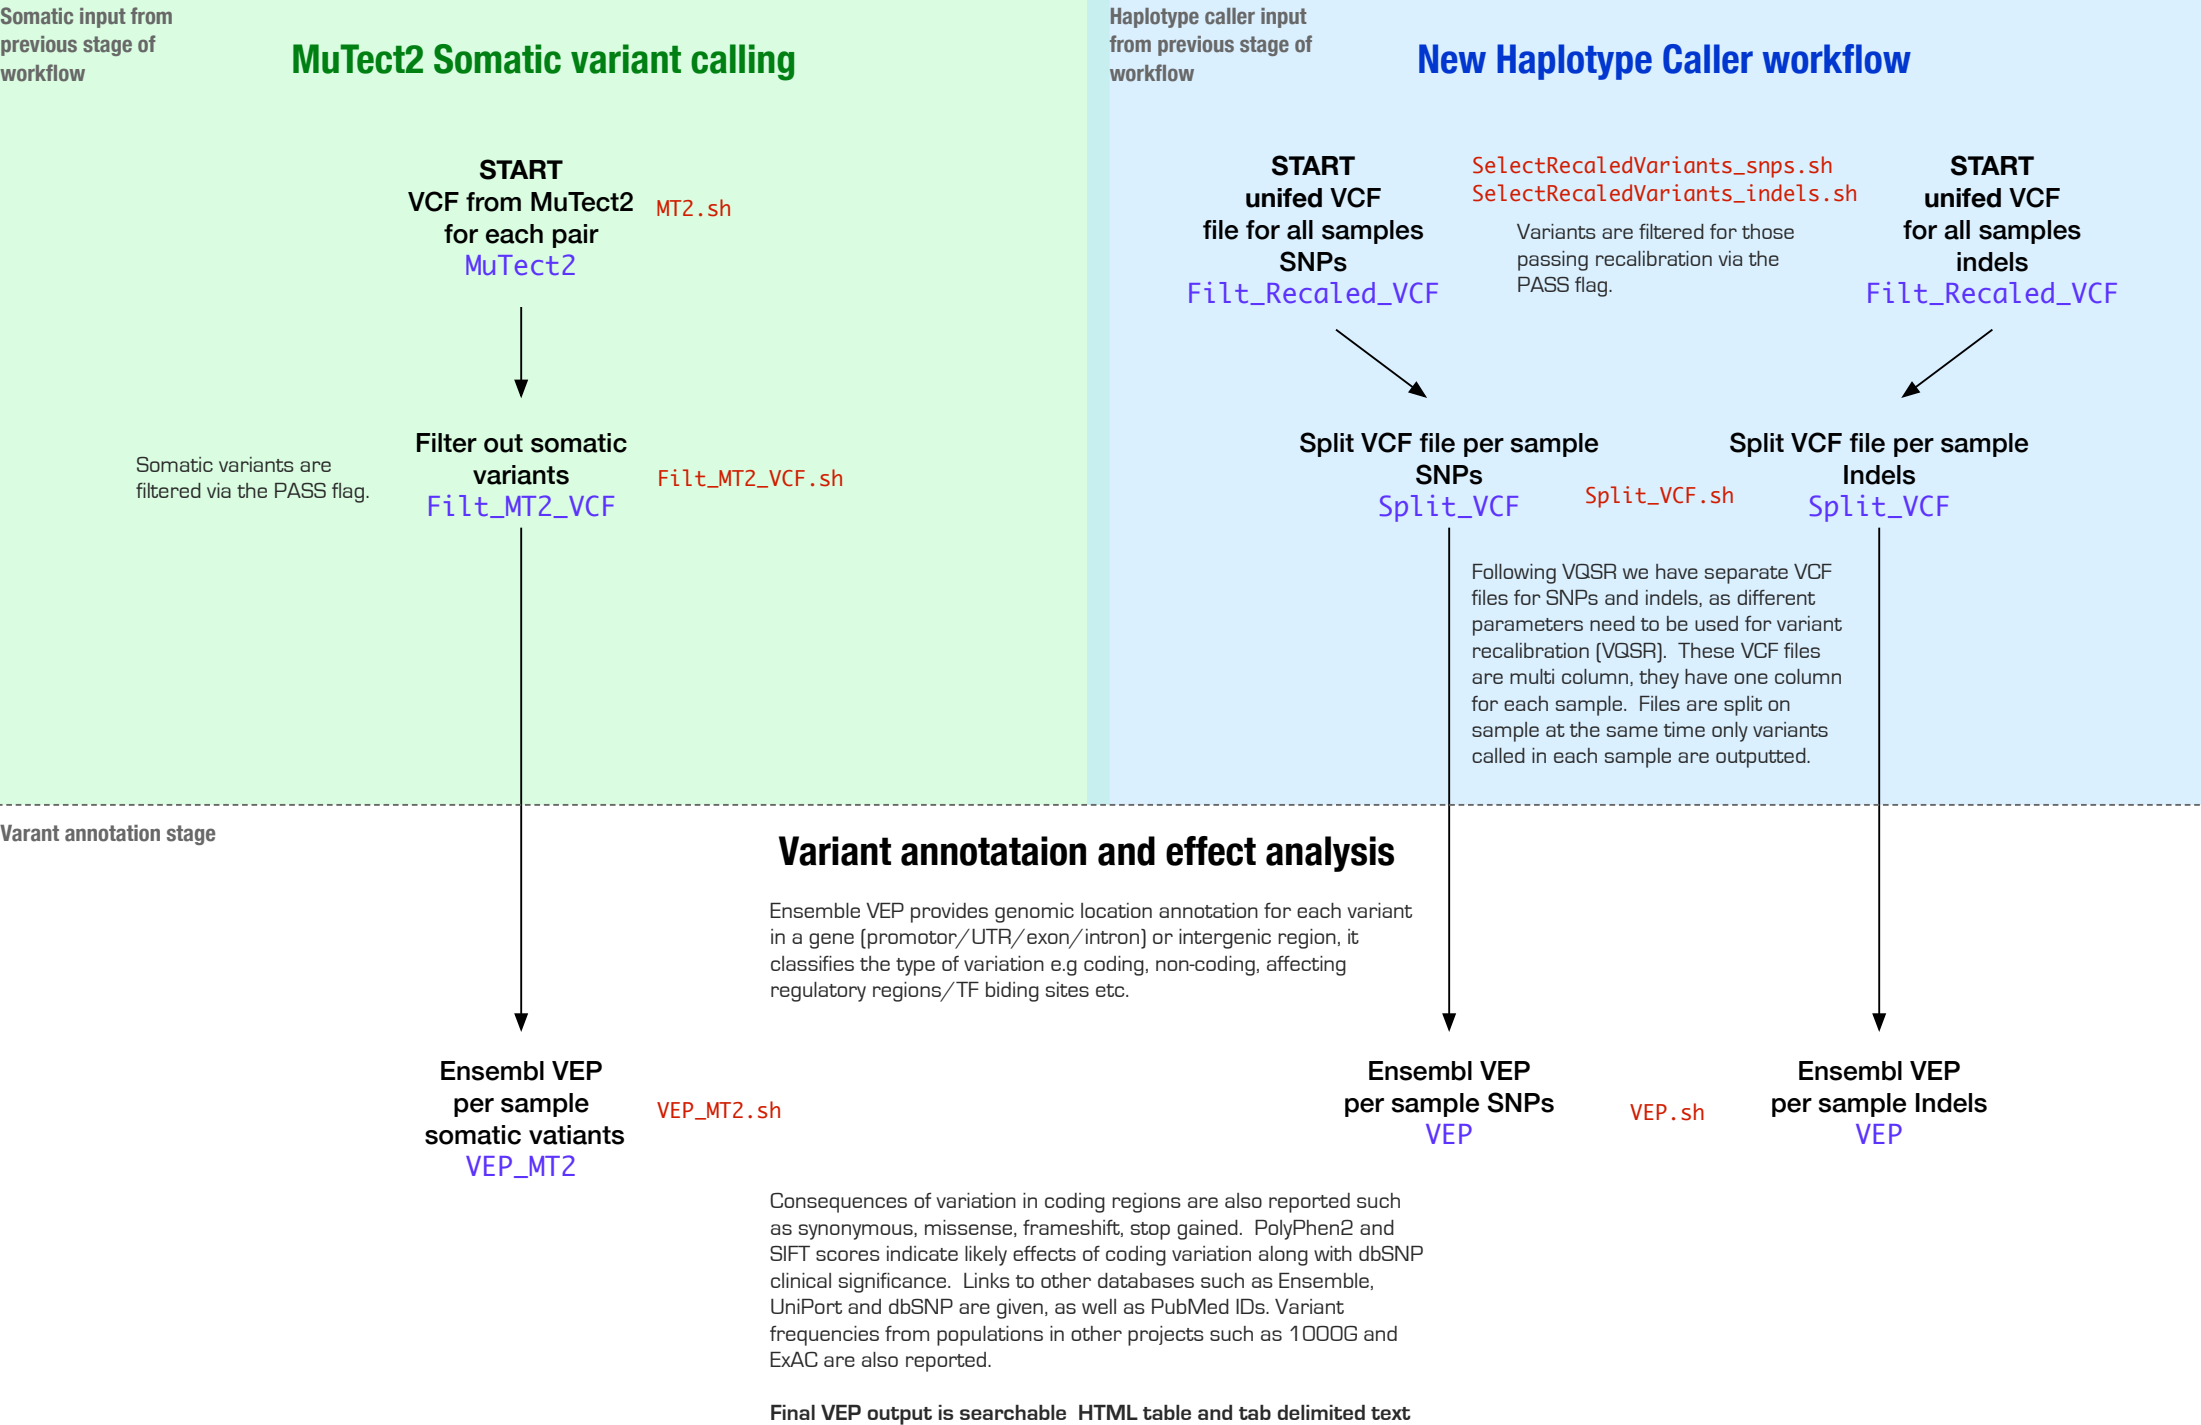 Somatic input from
previous stage of
workflow
MuTect2 Somatic variant calling
START
VCF from MuTect2
for each pair
MuTect2
MT2.sh
Somatic variants are
filtered via the PASS flag.
Filter out somatic
variants
Filt_MT2_VCF
Filt_MT2_VCF.sh
Haplotype caller input
from previous stage of
workflow
New Haplotype Caller workflow
START
unifed VCF
file for all samples
SNPs
Filt_Recaled_VCF
SelectRecaledVariants_snps.sh
SelectRecaledVariants_indels.sh
Variants are filtered for those
passing recalibration via the
PASS flag.
START
unifed VCF
for all samples
indels
Filt_Recaled_VCF
Split VCF file per sample
SNPs
Split_VCF
Split_VCF.sh
Split VCF file per sample
Indels
Split_VCF
Following VQSR we have separate VCF
files for SNPs and indels, as different
parameters need to be used for variant
recalibration (VQSR).  These VCF files
are multi column, they have one column
for each sample.  Files are split on
sample at the same time only variants
called in each sample are outputted.
Varant annotation stage
Variant annotataion and effect analysis
Ensemble VEP provides genomic location annotation for each variant
in a gene (promotor/UTR/exon/intron) or intergenic region, it
classifies the type of variation e.g coding, non-coding, affecting
regulatory regions/TF biding sites etc.
Ensembl VEP
per sample
somatic vatiants
VEP_MT2
VEP_MT2.sh
Ensembl VEP
per sample SNPs
VEP
VEP.sh
Ensembl VEP
per sample Indels
VEP
Consequences of variation in coding regions are also reported such
as synonymous, missense, frameshift, stop gained.  PolyPhen2 and
SIFT scores indicate likely effects of coding variation along with dbSNP
clinical significance.  Links to other databases such as Ensemble,
UniPort and dbSNP are given, as well as PubMed IDs. Variant
frequencies from populations in other projects such as 1000G and
ExAC are also reported.
Final VEP output is searchable  HTML table and tab delimited text